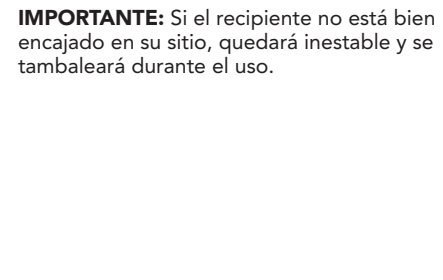 IMPORTANTE: Si el recipiente no está bien
encajado en su sitio, quedará inestable y se
tambaleará durante el uso.